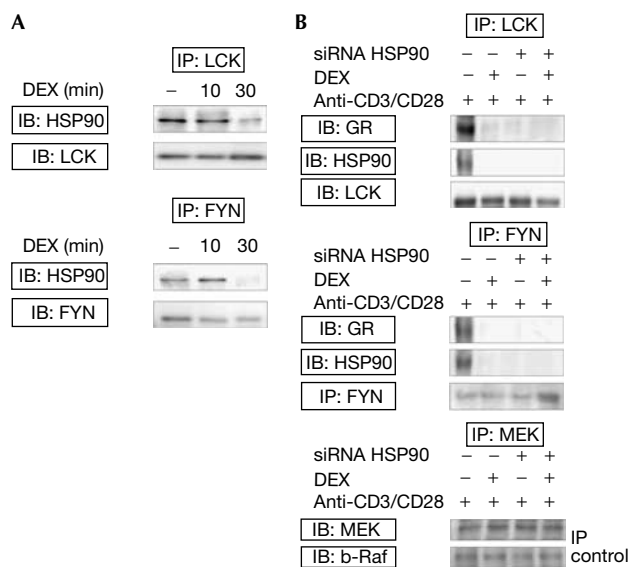 A
IP: LCK
DEX (min) – 10 30
IB: HSP90
IB: LCK
IP: FYN
DEX (min) – 10 30
IB: HSP90
IB: FYN
B
IP: LCK
siRNA HSP90 – – + +
DEX – + – +
Anti-CD3/CD28 + + + +
IB: GR
IB: HSP90
IB: LCK
IP: FYN
siRNA HSP90 – – + +
DEX – + – +
Anti-CD3/CD28 + + + +
IB: GR
IB: HSP90
IP: FYN
IP: MEK
siRNA HSP90 – – + +
DEX – + – +
Anti-CD3/CD28 + + + +
IB: MEK
IB: b-Raf
IP
control